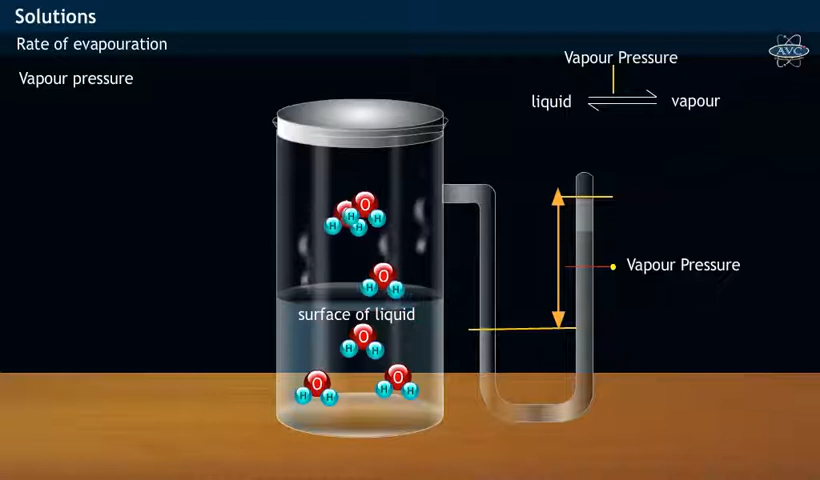 Solutions
Rate of evapouration
Vapour pressure
Vapour Pressure
liquid
vapour
AVC
O
H
H
H
H
O
H
H
surface of liquid
O
H
H
O
H
H
O
H
H
Vapour Pressure